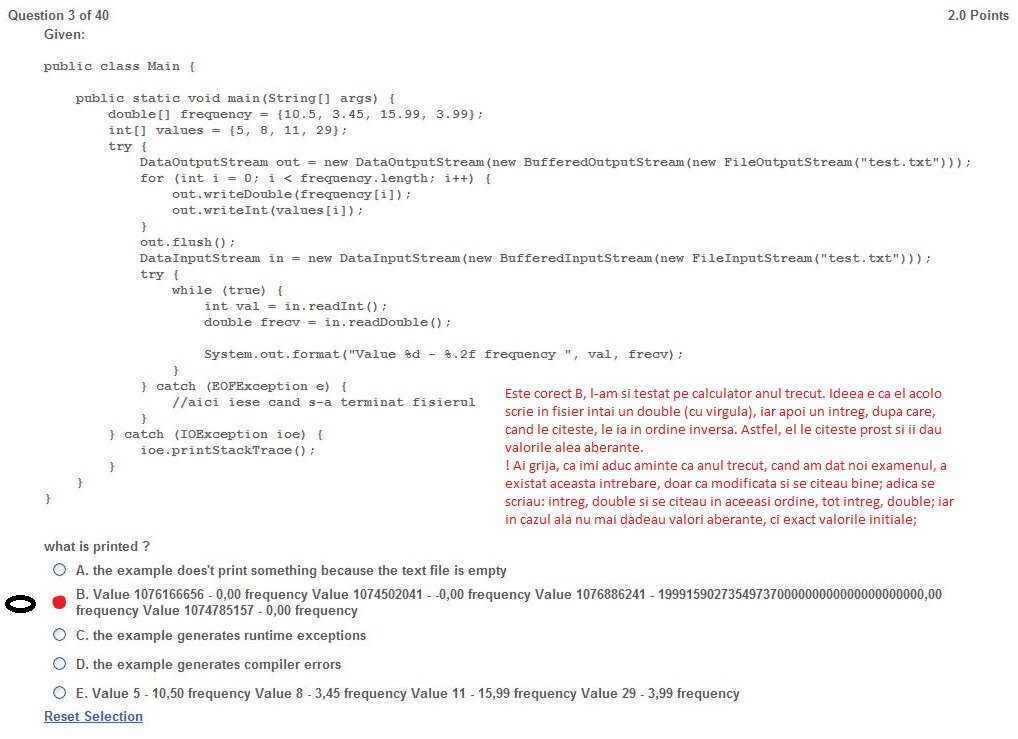 Question 3 of 40
2.0 Points
Given:
public class Main {
public static void main(String[] args) {
double[] frequency = {10.5, 3.45, 15.99, 3.99};
int[] values = {5, 8, 11, 29};
try {
DataOutputStream out = new DataOutputStream(new BufferedOutputStream(new FileOutputStream("test.txt")));
for (int i = 0; i < frequency.length; i++) {
out.writeDouble(frequency[i]);
out.writeInt(values[i]);
}
out.flush();
DataInputStream in = new DataInputStream(new BufferedInputStream(new FileInputStream("test.txt")));
try {
while (true) {
int val = in.readInt();
double frecv = in.readDouble();
System.out.format("Value %d - %.2f frequency ", val, frecv);
}
} catch (EOFException e) {
//aici iese cand s-a terminat fisierul
}
} catch (IOException ioe) {
ioe.printStackTrace();
}
}
}
Este corect B, l-am si testat pe calculator anul trecut. Ideea e ca el acolo
scrie in fisier intai un double (cu virgula), iar apoi un intreg, dupa care,
cand le citeste, le ia in ordine inversa. Astfel, el le citeste prost si ii dau
valorile alea aberante.
! Ai grija, ca imi aduc aminte ca anul trecut, cand am dat noi examenul, a
existat aceasta intrebare, doar ca modificata si se citeau bine; adica se
scriau: intreg, double si se citeau in aceeasi ordine, tot intreg, double; iar
in cazul ala nu mai dadeau valori aberante, ci exact valorile initiale;
what is printed ?
A. the example does't print something because the text file is empty
B. Value 1076166656 - 0,00 frequency Value 1074502041 - -0,00 frequency Value 1076886241 - 19991590273549737000000000000000000000,00
frequency Value 1074785157 - 0,00 frequency
C. the example generates runtime exceptions
D. the example generates compiler errors
E. Value 5 - 10,50 frequency Value 8 - 3,45 frequency Value 11 - 15,99 frequency Value 29 - 3,99 frequency
Reset Selection